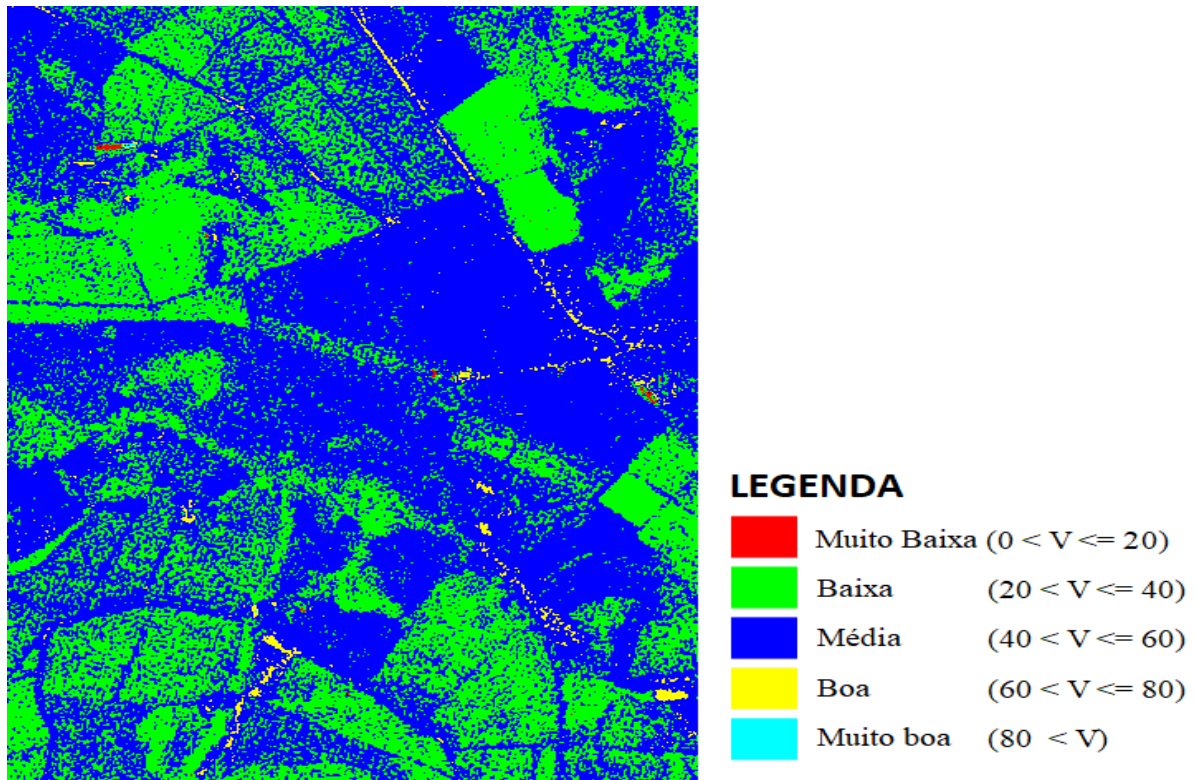 LEGENDA
Muito Baixa (0 < V <= 20)
Baixa (20 < V <= 40)
Média (40 < V <= 60)
Boa (60 < V <= 80)
Muito boa (80 < V)